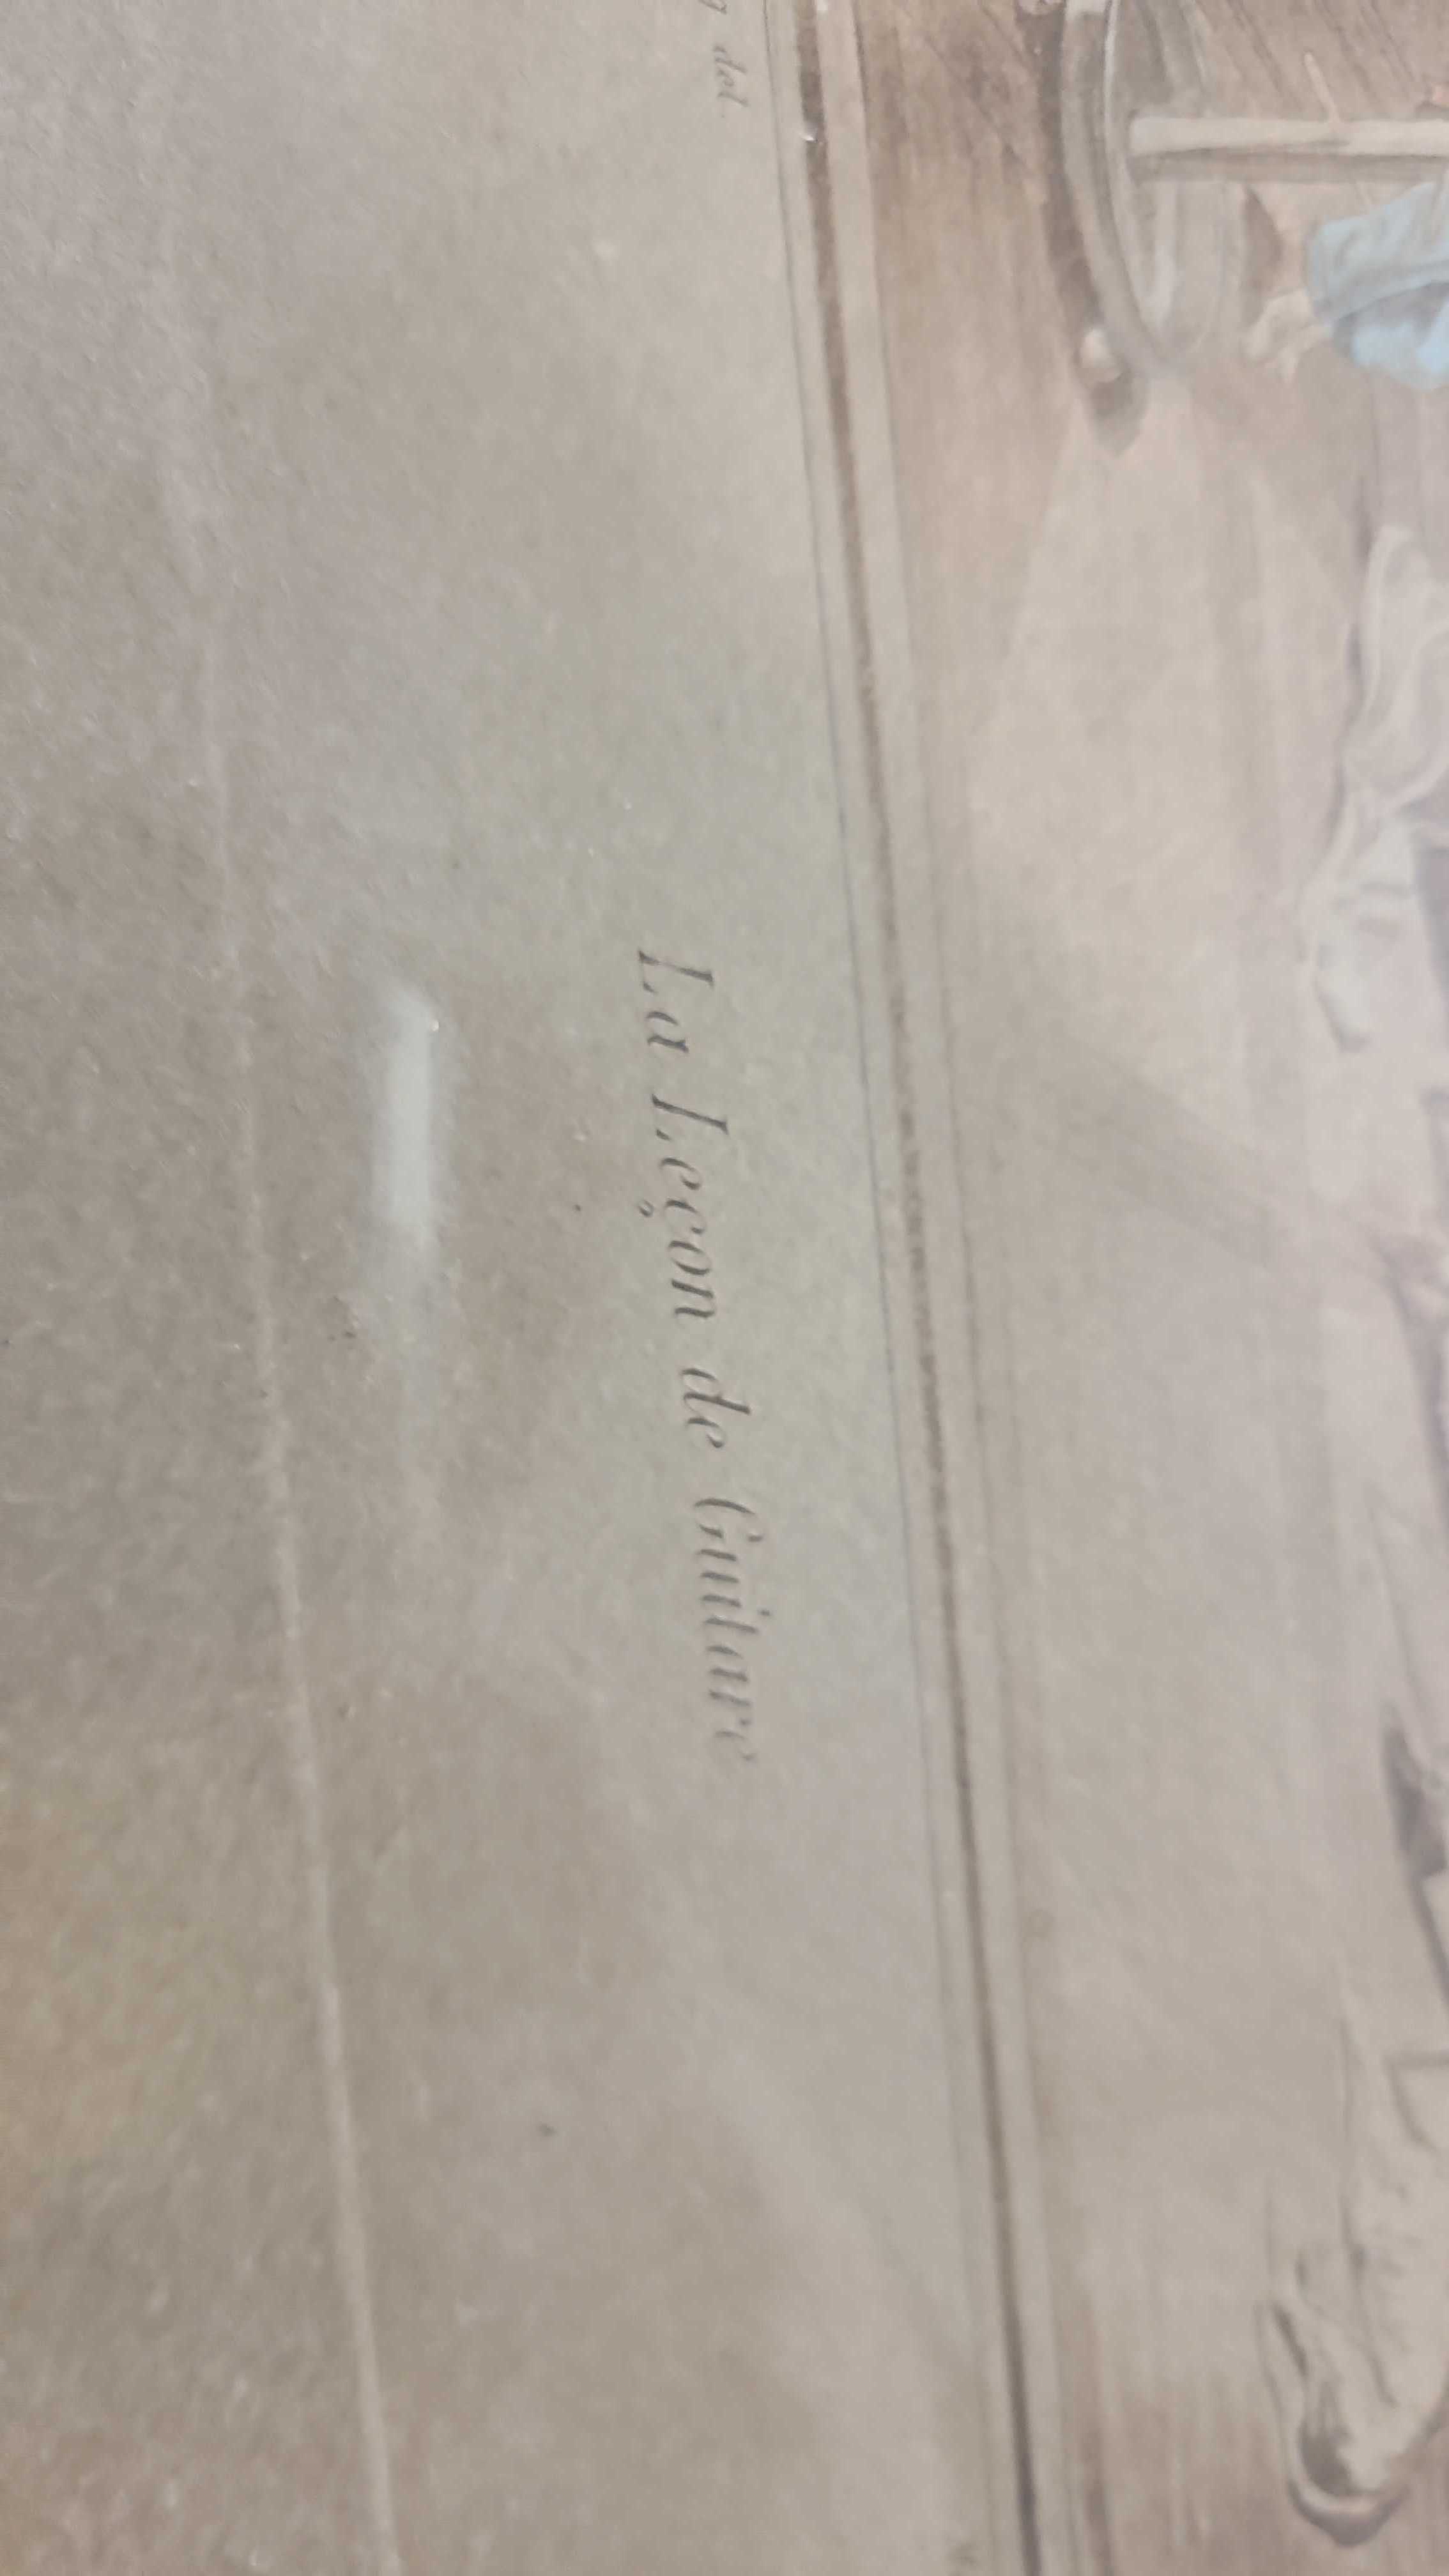 del.
La Leçon de Guitare